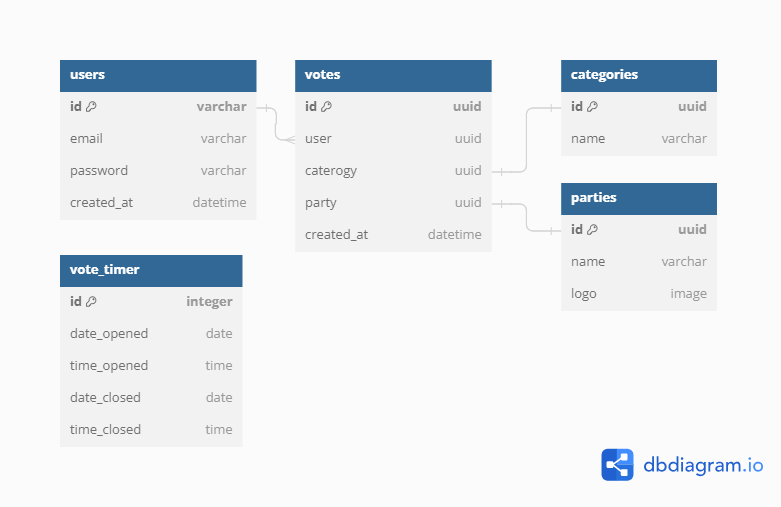 users
id varchar
email varchar
password varchar
created_at datetime
votes
id uuid
user uuid
caterogy uuid
party uuid
created_at datetime
categories
id uuid
name varchar
parties
id uuid
name varchar
logo image
vote_timer
id integer
date_opened date
time_opened time
date_closed date
time_closed time
dbdiagram.io